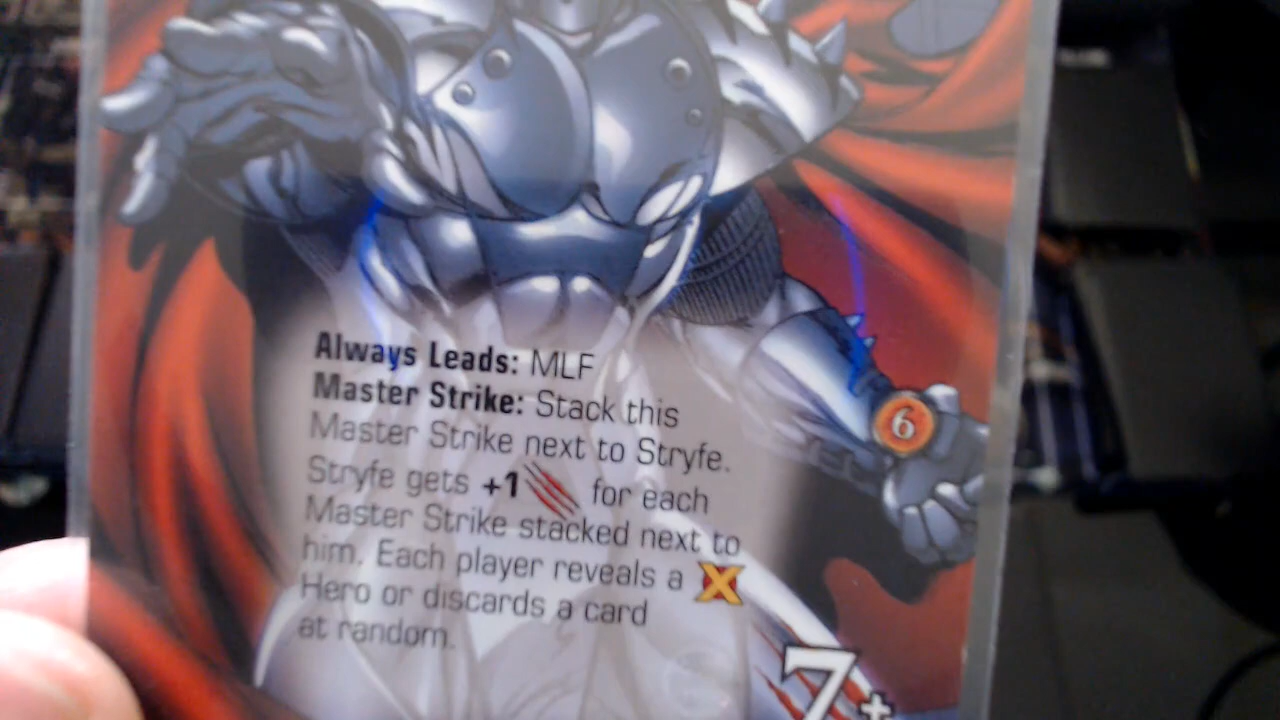 Always Leads: MLF
Master Strike: Stack this
Master Strike next to Stryfe.
Stryfe gets +1 for each
Master Strike stacked next to
him. Each player reveals a
Hero or discards a card
at random.
6
7+